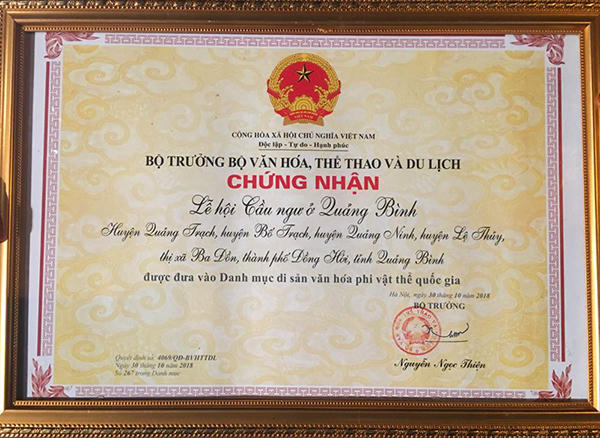 CỘNG HÒA XÃ HỘI CHỦ NGHĨA VIỆT NAM
Độc lập - Tự do - Hạnh phúc
BỘ TRƯỞNG BỘ VĂN HÓA, THỂ THAO VÀ DU LỊCH
CHỨNG NHẬN
Lễ hội Cầu ngư ở Quảng Bình
Huyện Quảng Trạch, huyện Bố Trạch, huyện Quảng Ninh, huyện Lệ Thủy,
thị xã Ba Đồn, thành phố Đồng Hới, tỉnh Quảng Bình
được đưa vào Danh mục di sản văn hóa phi vật thể quốc gia
Hà Nội, ngày 30 tháng 10 năm 2018
BỘ TRƯỞNG
Nguyễn Ngọc Thiện
Quyết định số: 4069/QĐ-BVHTTDL
Ngày 30 tháng 10 năm 2018
Số 267 trong Danh mục